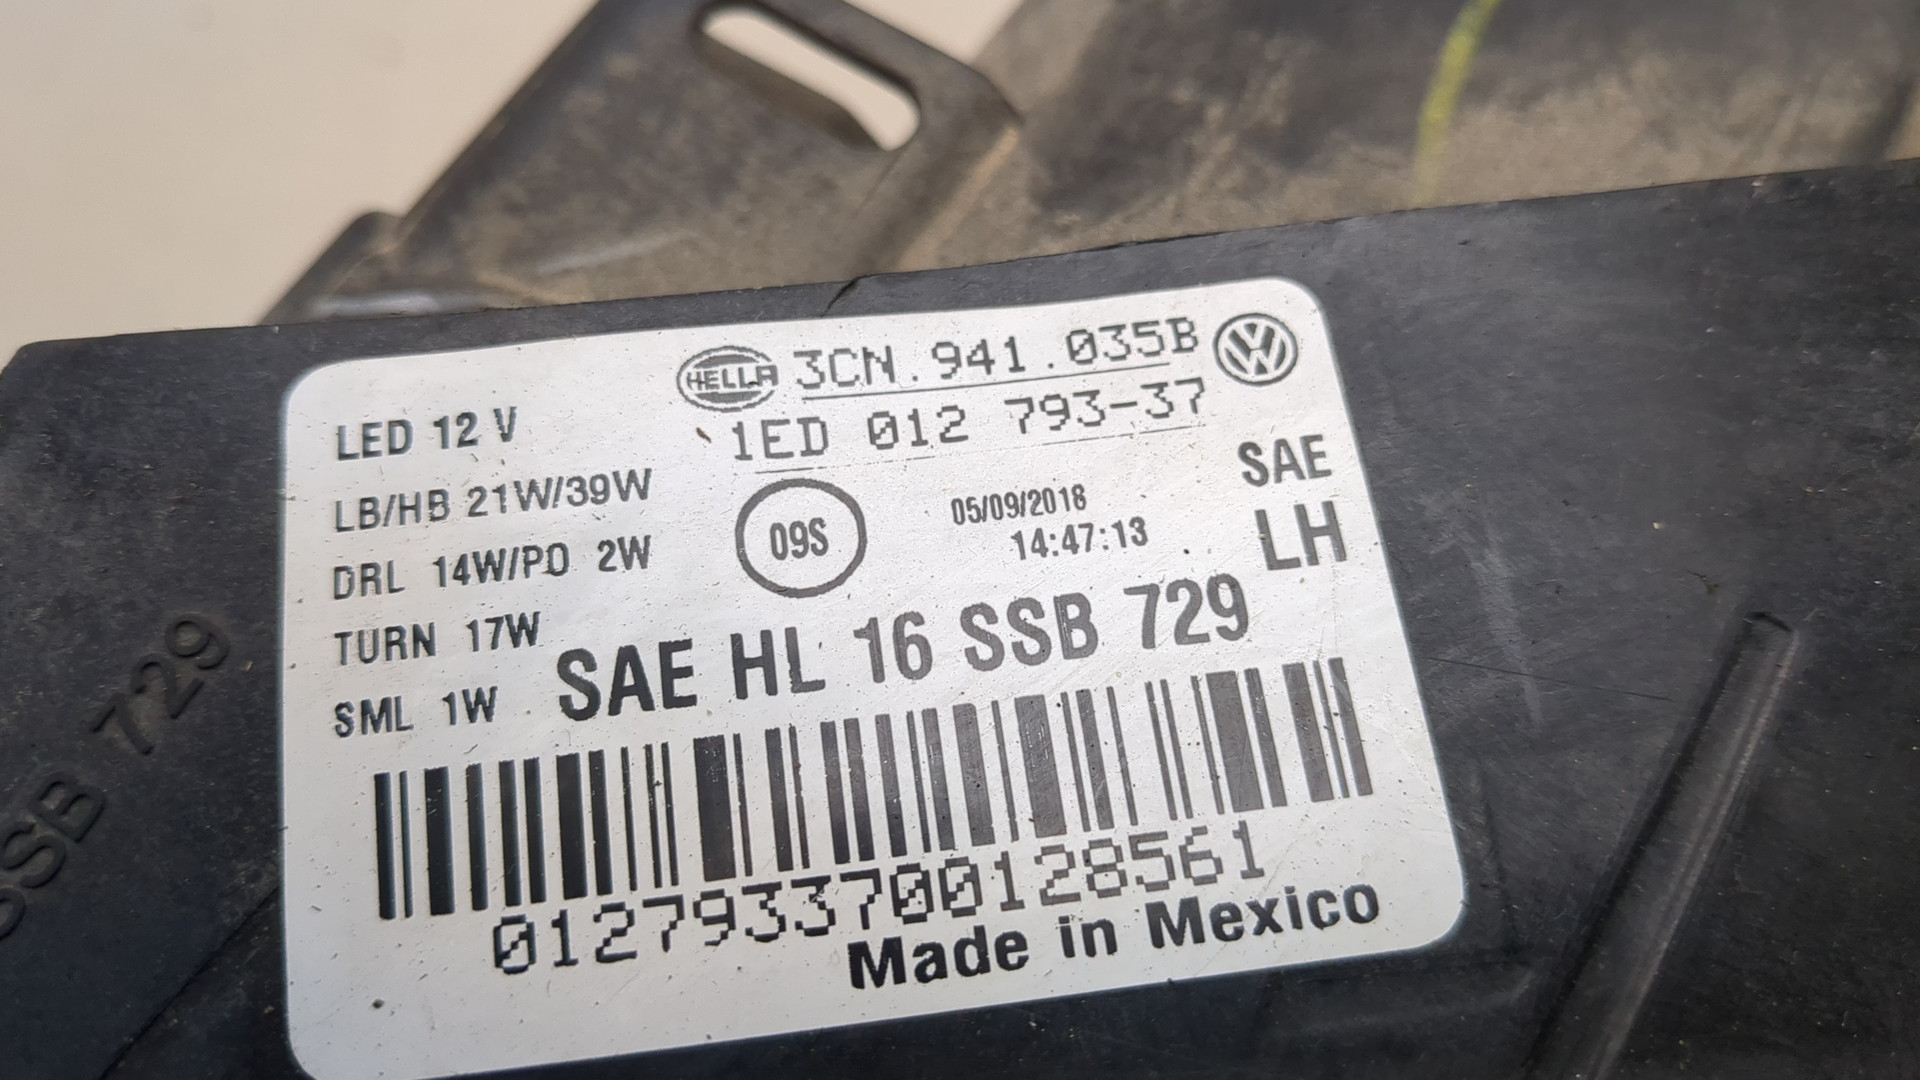 HELLA 3CN.941.035B
1ED 012 793-37
LED 12 V
LB/HB 21W/39W
DRL 14W/PO 2W
TURN 17W
SML 1W
09S
05/09/2018
14:47:13
SAE
LH
SAE HL 16 SSB 729
0127933700128561
Made in Mexico
SSB 729